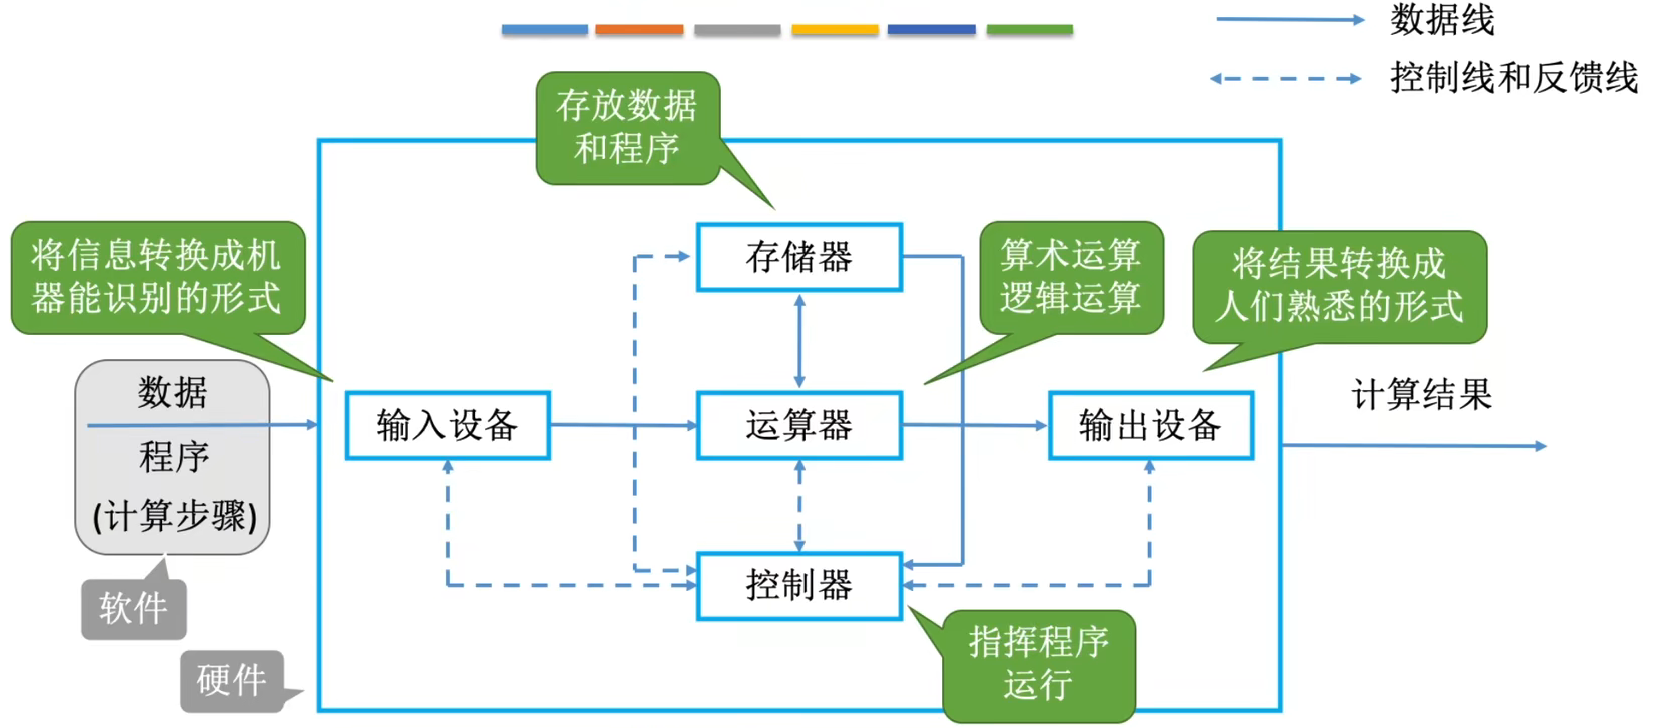 数据线
控制线和反馈线
存放数据
和程序
将信息转换成机
器能识别的形式
存储器
算术运算
逻辑运算
将结果转换成
人们熟悉的形式
数据
程序
(计算步骤)
输入设备
运算器
输出设备
计算结果
软件
控制器
硬件
指挥程序
运行